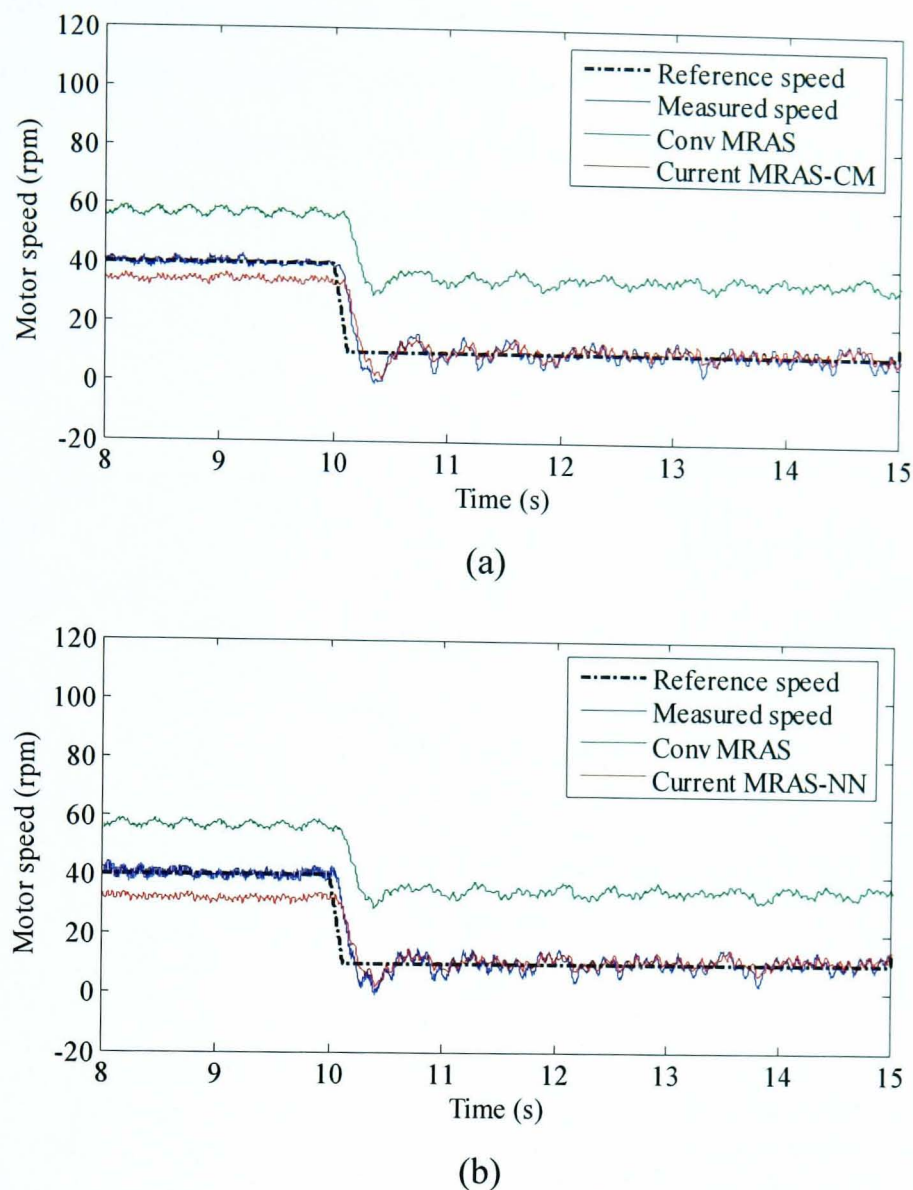 120
100
80
60
40
20
0
-20
Motor speed (rpm)
Reference speed
Measured speed
Conv MRAS
Current MRAS-CM
8
9
10
11
12
13
14
15
Time (s)
(a)
120
100
80
60
40
20
0
-20
Motor speed (rpm)
Reference speed
Measured speed
Conv MRAS
Current MRAS-NN
8
9
10
11
12
13
14
15
Time (s)
(b)